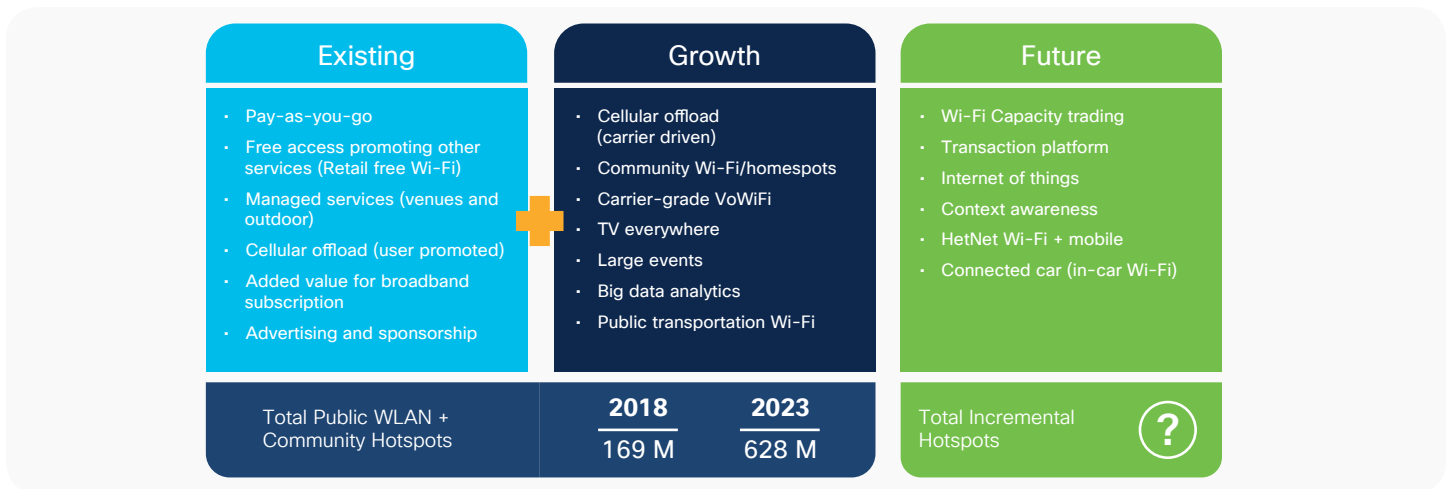 Existing
· Pay-as-you-go
· Free access promoting other
services (Retail free Wi-Fi)
· Managed services (venues and
outdoor)
· Cellular offload (user promoted)
· Added value for broadband
subscription
· Advertising and sponsorship
Growth
· Cellular offload
(carrier driven)
· Community Wi-Fi/homespots
· Carrier-grade VoWiFi
· TV everywhere
· Large events
· Big data analytics
· Public transportation Wi-Fi
Future
· Wi-Fi Capacity trading
· Transaction platform
· Internet of things
· Context awareness
· HetNet Wi-Fi + mobile
· Connected car (in-car Wi-Fi)
Total Public WLAN +
Community Hotspots
2018
169 M
2023
628 M
Total Incremental
Hotspots
?